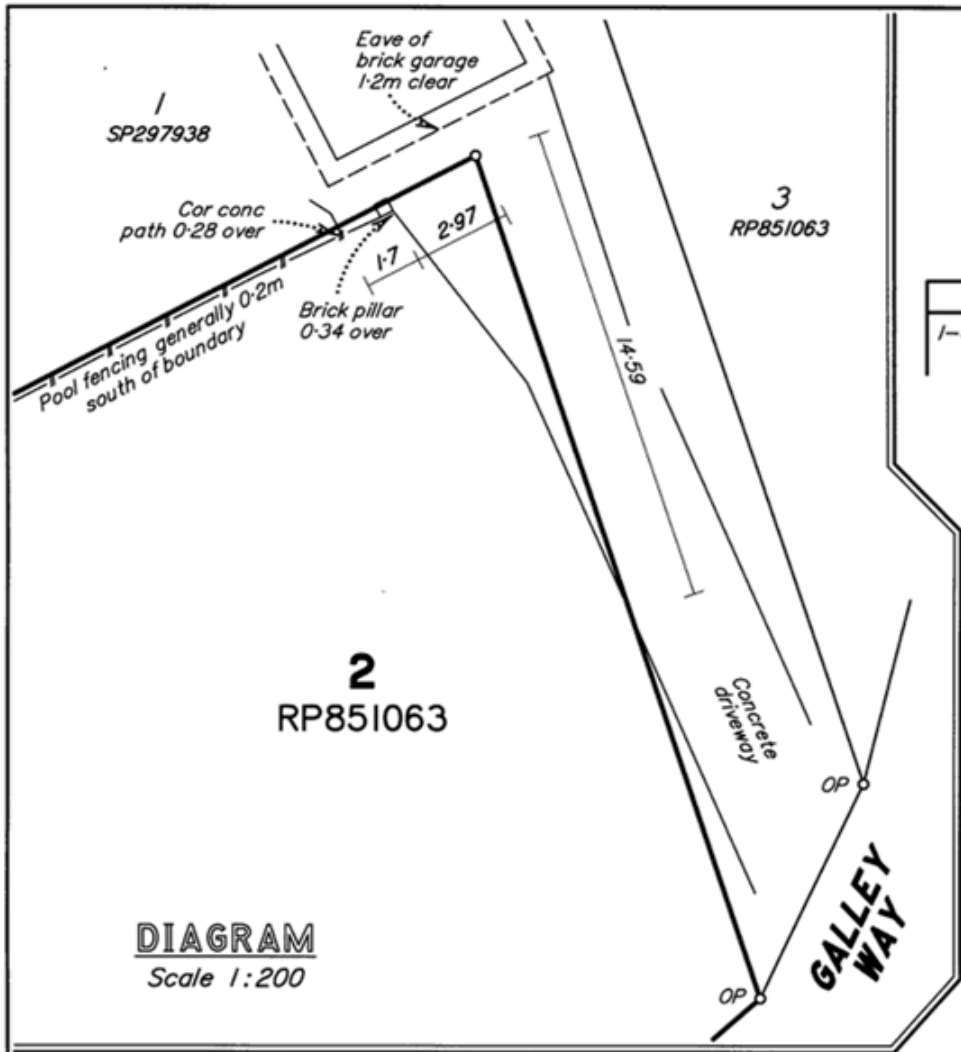 Eave of
brick garage
1·2m clear
1
SP297938
3
RP851063
Cor conc
path 0·28 over
2·97
1·7
Brick pillar
0·34 over
Pool fencing generally 0·2m
south of boundary
14·59
1-
2
RP851063
Concrete
driveway
OP
GALLEY
WAY
DIAGRAM
Scale 1:200
OP